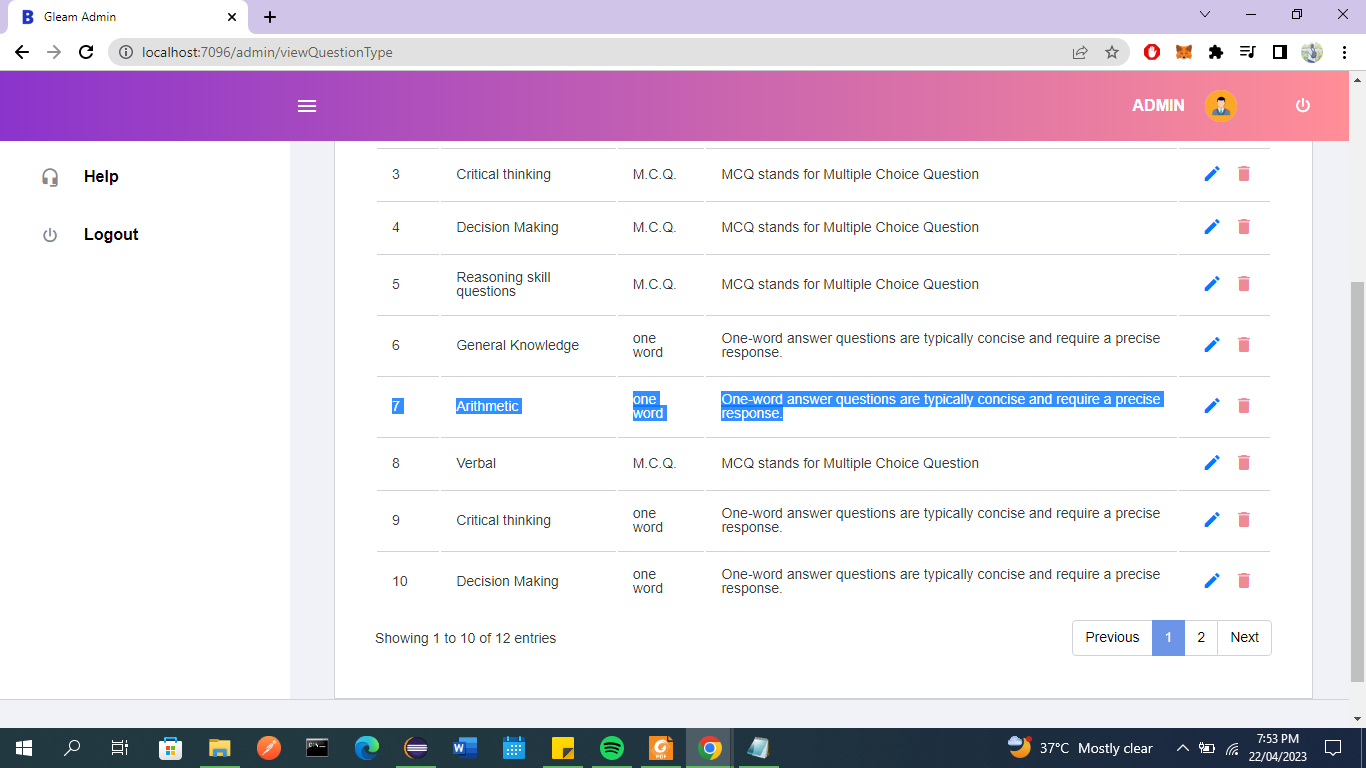 Gleam Admin
localhost:7096/admin/viewQuestionType
ADMIN
Help
Logout
3 Critical thinking M.C.Q. MCQ stands for Multiple Choice Question
4 Decision Making M.C.Q. MCQ stands for Multiple Choice Question
5 Reasoning skill questions M.C.Q. MCQ stands for Multiple Choice Question
6 General Knowledge one word One-word answer questions are typically concise and require a precise response.
7 Arithmetic one word One-word answer questions are typically concise and require a precise response.
8 Verbal M.C.Q. MCQ stands for Multiple Choice Question
9 Critical thinking one word One-word answer questions are typically concise and require a precise response.
10 Decision Making one word One-word answer questions are typically concise and require a precise response.
Showing 1 to 10 of 12 entries
Previous 1 2 Next
37°C Mostly clear
7:53 PM
22/04/2023